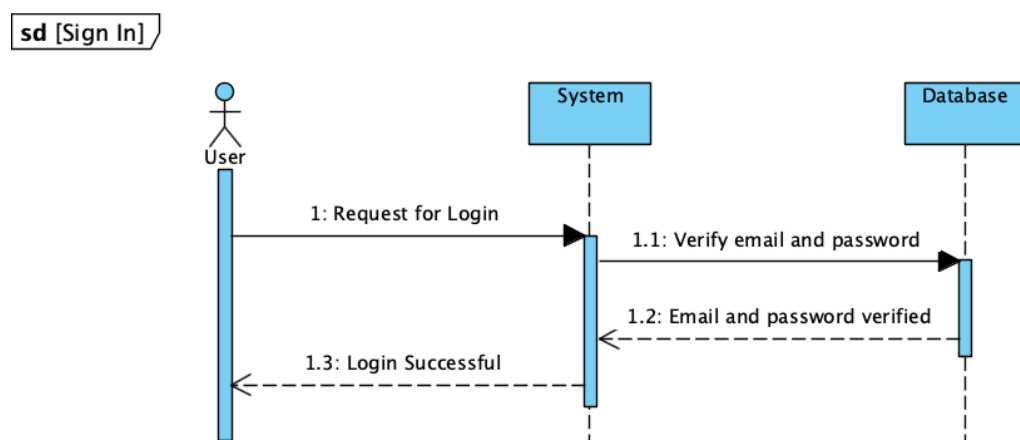 sd [Sign In]
System
Database
User
1: Request for Login
1.1: Verify email and password
1.2: Email and password verified
1.3: Login Successful